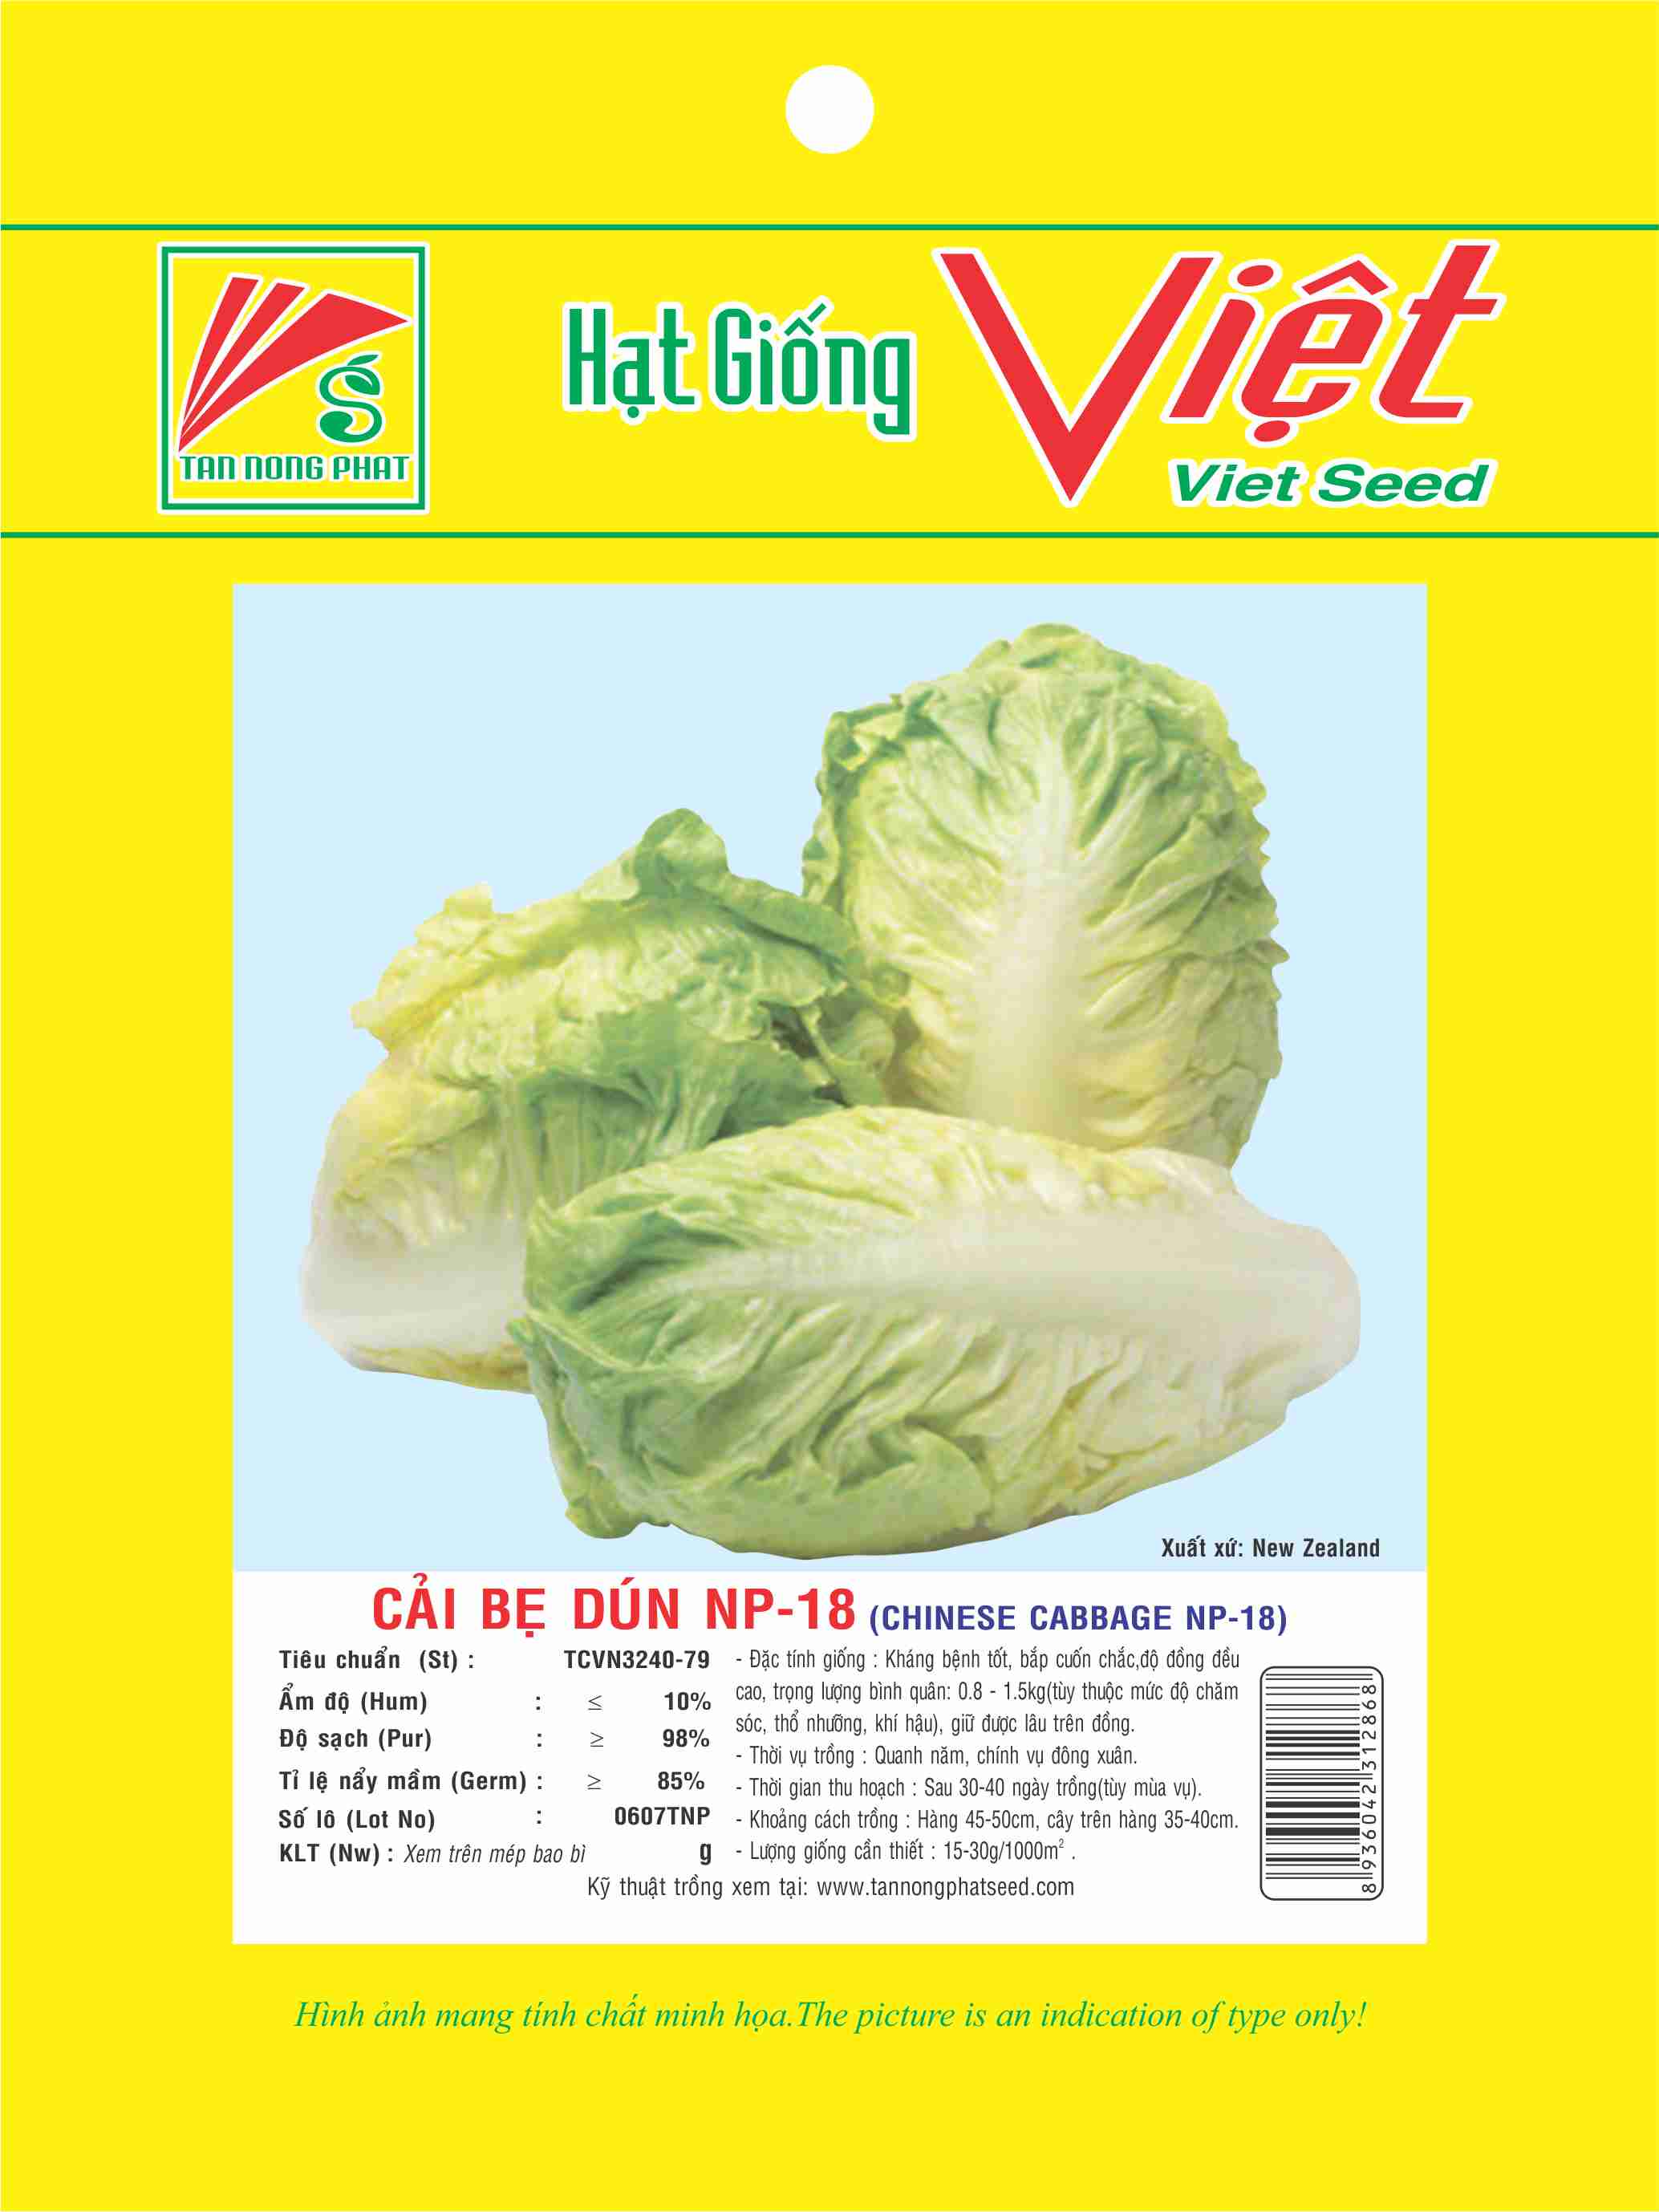 TAN NONG PHAT
Hạt Giống Việt
Viet Seed
Xuất xứ: New Zealand
CẢI BẸ DÚN NP-18 (CHINESE CABBAGE NP-18)
Tiêu chuẩn (St) : TCVN3240-79
Ẩm độ (Hum) : ≤ 10%
Độ sạch (Pur) : ≥ 98%
Tỉ lệ nẩy mầm (Germ) : ≥ 85%
Số lô (Lot No) : 0607TNP
KLT (Nw) : Xem trên mép bao bì g
- Đặc tính giống : Kháng bệnh tốt, bắp cuốn chắc,độ đồng đều
cao, trọng lượng bình quân: 0.8 - 1.5kg(tùy thuộc mức độ chăm
sóc, thổ nhưỡng, khí hậu), giữ được lâu trên đồng.
- Thời vụ trồng : Quanh năm, chính vụ đông xuân.
- Thời gian thu hoạch : Sau 30-40 ngày trồng(tùy mùa vụ).
- Khoảng cách trồng : Hàng 45-50cm, cây trên hàng 35-40cm.
- Lượng giống cần thiết : 15-30g/1000m² .
Kỹ thuật trồng xem tại: www.tannongphatseed.com
8 936042 312868
Hình ảnh mang tính chất minh họa.The picture is an indication of type only!